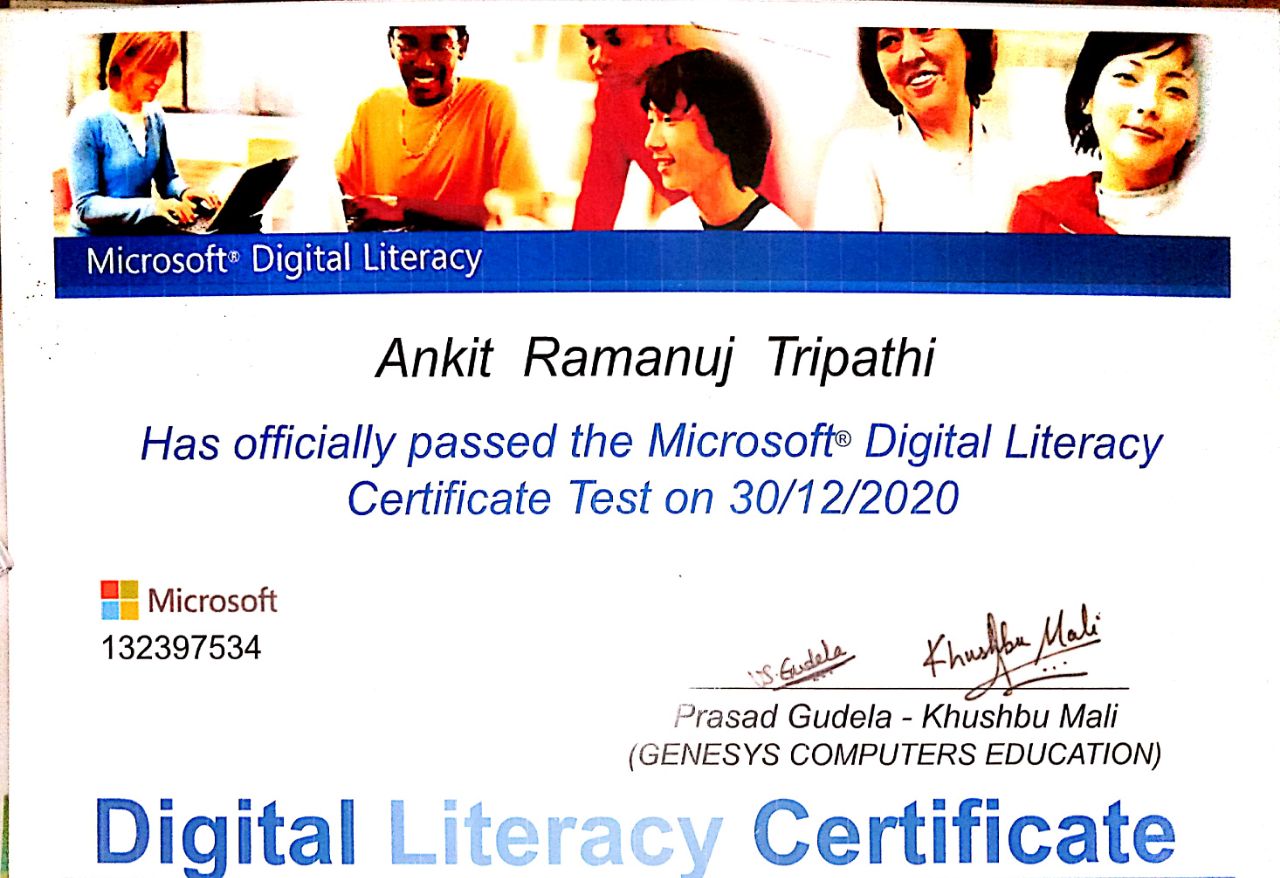 Microsoft® Digital Literacy
Ankit Ramanuj Tripathi
Has officially passed the Microsoft® Digital Literacy
Certificate Test on 30/12/2020
Microsoft
132397534
VS.Gudela Khushbu Mali
Prasad Gudela - Khushbu Mali
(GENESYS COMPUTERS EDUCATION)
Digital Literacy Certificate